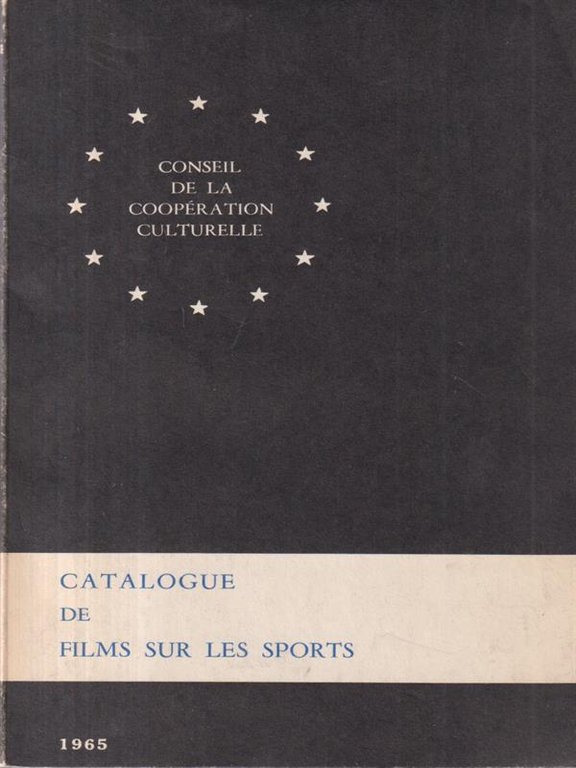 CONSEIL
DE LA
COOPÉRATION
CULTURELLE
CATALOGUE
DE
FILMS SUR LES SPORTS
1965